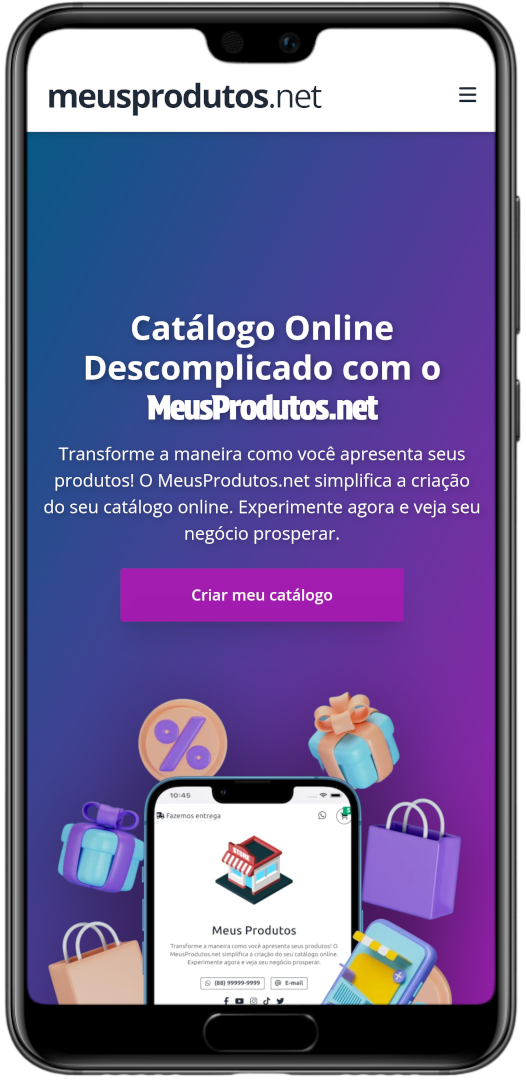 meusprodutos.net
Catálogo Online
Descomplicado com o
MeusProdutos.net
Transforme a maneira como você apresenta seus
produtos! O MeusProdutos.net simplifica a criação
do seu catálogo online. Experimente agora e veja seu
negócio prosperar.
Criar meu catálogo
%
10:45
Fazemos entrega
STORE
Meus Produtos
Transforme a maneira como você apresenta seus produtos! O
MeusProdutos.net simplifica a criação do seu catálogo online.
Experimente agora e veja seu negócio prosperar.
(88) 99999-9999
E-mail